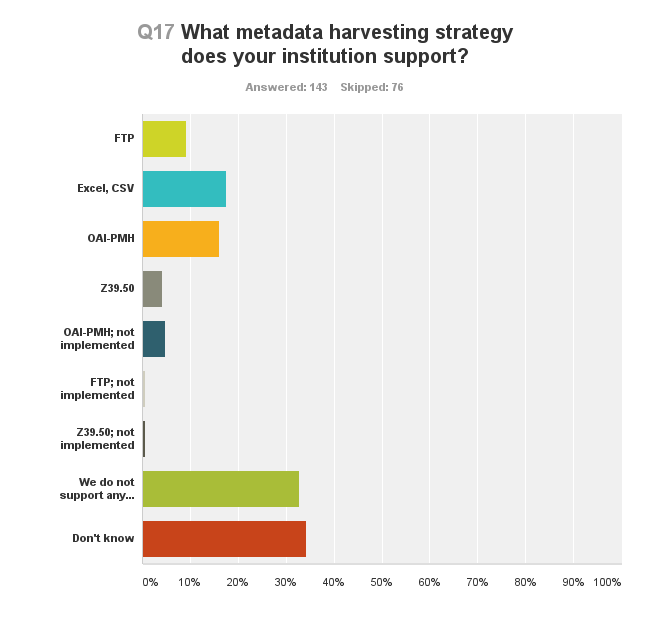 Q17 What metadata harvesting strategy
does your institution support?
Answered: 143 Skipped: 76
FTP
Excel, CSV
OAI-PMH
Z39.50
OAI-PMH; not
implemented
FTP; not
implemented
Z39.50; not
implemented
We do not
support any...
Don't know
0% 10% 20% 30% 40% 50% 60% 70% 80% 90% 100%